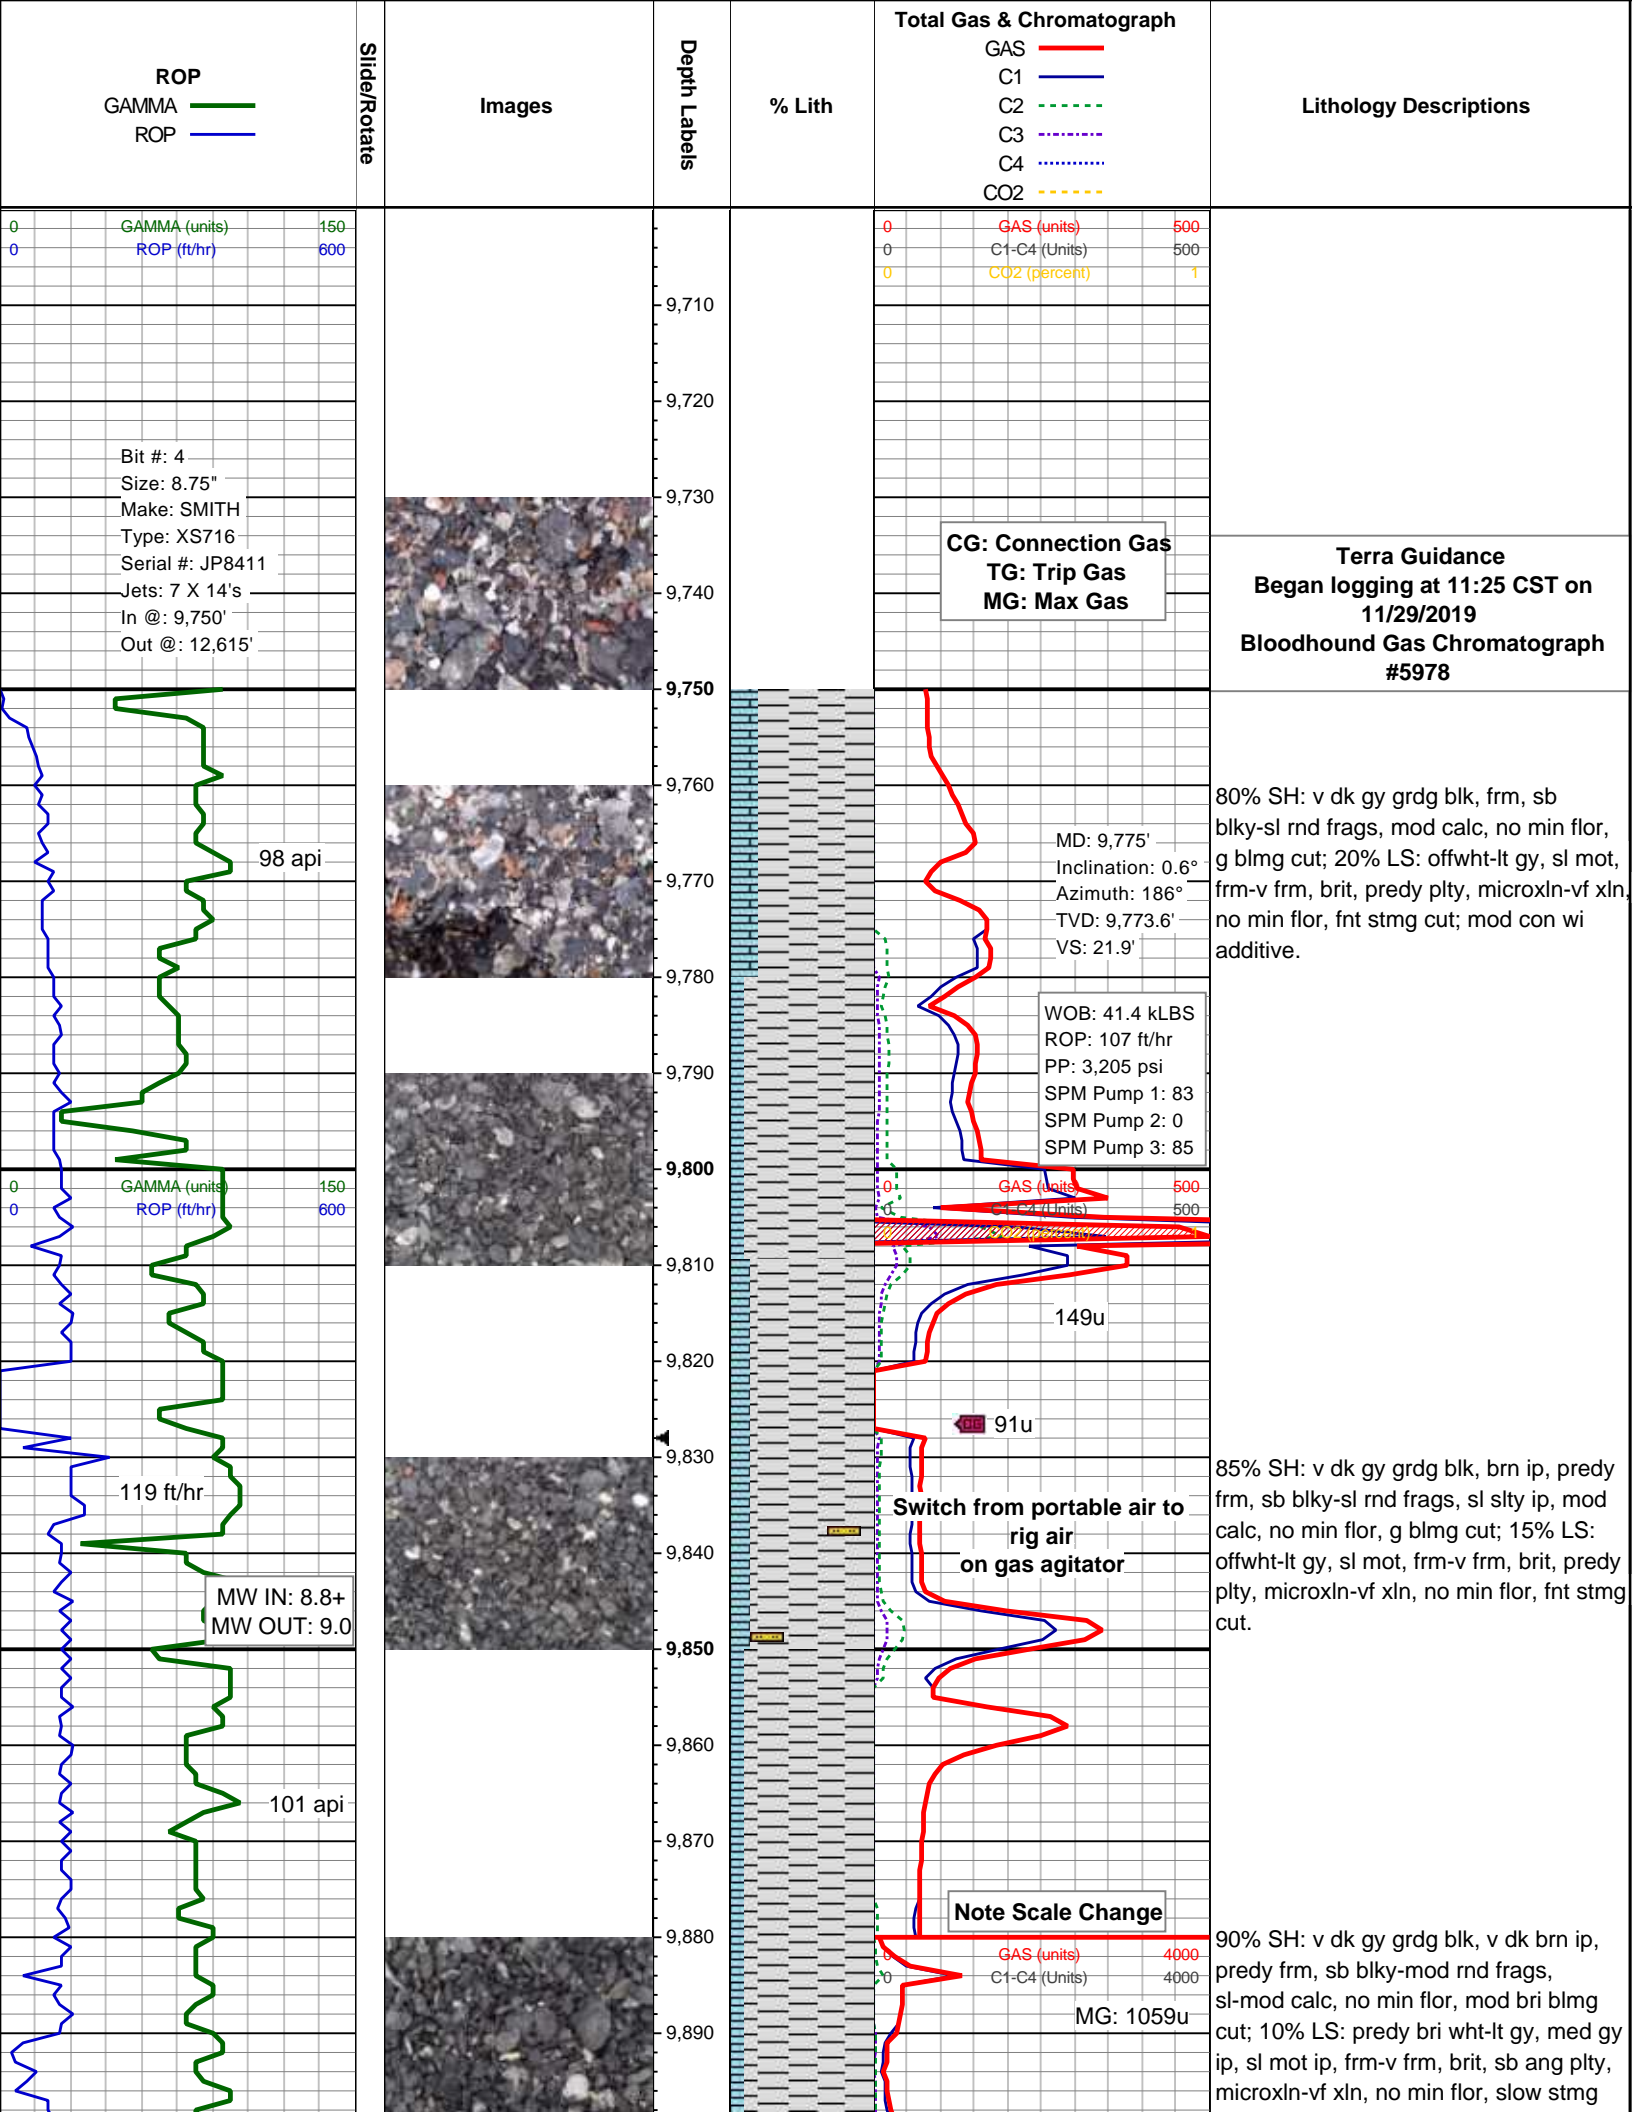 ROP
GAMMA
ROP
Slide/Rotate
Images
Depth Labels
% Lith
Total Gas & Chromatograph
GAS
C1
C2
C3
C4
CO2
Lithology Descriptions
0 GAMMA (units) 150
0 ROP (ft/hr) 600
0 GAS (units) 500
0 C1-C4 (Units) 500
0 CO2 (percent) 1
9,710
9,720
Bit #: 4
Size: 8.75"
Make: SMITH
Type: XS716
Serial #: JP8411
Jets: 7 X 14's
In @: 9,750'
Out @: 12,615'
9,730
9,740
9,750
CG: Connection Gas
TG: Trip Gas
MG: Max Gas
Terra Guidance
Began logging at 11:25 CST on
11/29/2019
Bloodhound Gas Chromatograph
#5978
9,760
9,770
9,780
98 api
MD: 9,775'
Inclination: 0.6°
Azimuth: 186°
TVD: 9,773.6'
VS: 21.9'
80% SH: v dk gy grdg blk, frm, sb
blky-sl rnd frags, mod calc, no min flor,
g blmg cut; 20% LS: offwht-lt gy, sl mot,
frm-v frm, brit, predy plty, microxln-vf xln,
no min flor, fnt stmg cut; mod con wi
additive.
WOB: 41.4 kLBS
ROP: 107 ft/hr
PP: 3,205 psi
SPM Pump 1: 83
SPM Pump 2: 0
SPM Pump 3: 85
9,790
9,800
0 GAMMA (units) 150
0 ROP (ft/hr) 600
0 GAS (units) 500
0 C1-C4 (Units) 500
0 CO2 (percent) 1
9,810
149u
9,820
CG 91u
9,830
119 ft/hr
Switch from portable air to
rig air
on gas agitator
9,840
MW IN: 8.8+
MW OUT: 9.0
9,850
85% SH: v dk gy grdg blk, brn ip, predy
frm, sb blky-sl rnd frags, sl slty ip, mod
calc, no min flor, g blmg cut; 15% LS:
offwht-lt gy, sl mot, frm-v frm, brit, predy
plty, microxln-vf xln, no min flor, fnt stmg
cut.
9,860
101 api
9,870
Note Scale Change
9,880
0 GAS (units) 4000
0 C1-C4 (Units) 4000
MG: 1059u
9,890
90% SH: v dk gy grdg blk, v dk brn ip,
predy frm, sb blky-mod rnd frags,
sl-mod calc, no min flor, mod bri blmg
cut; 10% LS: predy bri wht-lt gy, med gy
ip, sl mot ip, frm-v frm, brit, sb ang plty,
microxln-vf xln, no min flor, slow stmg